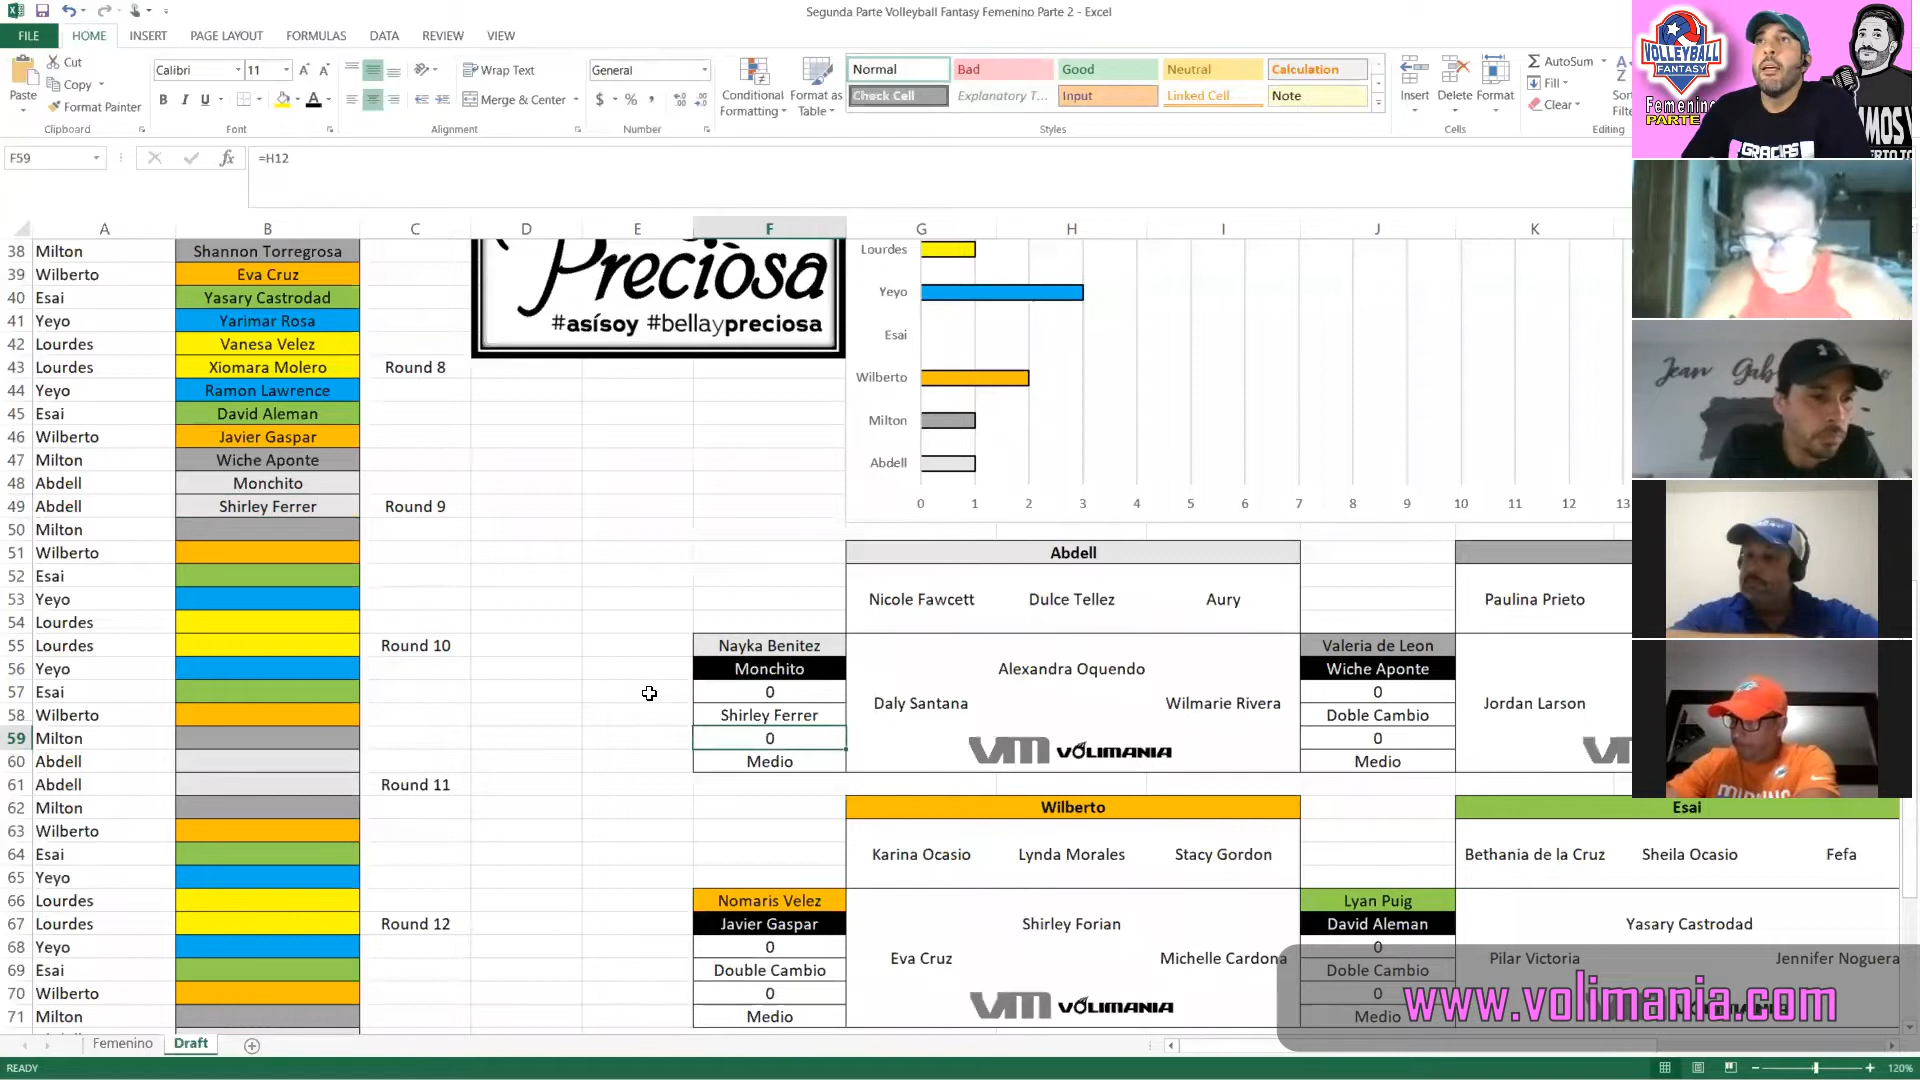 Segunda Parte Volleyball Fantasy Femenino Parte 2 - Excel
FILE HOME INSERT PAGE LAYOUT FORMULAS DATA REVIEW VIEW
Cut
Copy
Format Painter
Paste
Clipboard
Calibri 11
B I U
Font
Wrap Text
Merge & Center
Alignment
General
$ %
Number
Conditional Formatting
Format as Table
Normal Bad Good Neutral Calculation
Check Cell Explanatory T... Input Linked Cell Note
Styles
Insert Delete Format
Cells
AutoSum
Fill
Clear
Editing
F59 fx =H12
A B C D E F G H I J K
38 Milton Shannon Torregrosa
39 Wilberto Eva Cruz
40 Esai Yasary Castrodad
41 Yeyo Yarimar Rosa
42 Lourdes Vanesa Velez
43 Lourdes Xiomara Molero Round 8
44 Yeyo Ramon Lawrence
45 Esai David Aleman
46 Wilberto Javier Gaspar
47 Milton Wiche Aponte
48 Abdell Monchito
49 Abdell Shirley Ferrer Round 9
50 Milton
51 Wilberto
52 Esai
53 Yeyo
54 Lourdes
55 Lourdes Round 10
56 Yeyo
57 Esai
58 Wilberto
59 Milton
60 Abdell
61 Abdell Round 11
62 Milton
63 Wilberto
64 Esai
65 Yeyo
66 Lourdes
67 Lourdes Round 12
68 Yeyo
69 Esai
70 Wilberto
71 Milton
Preciosa
#asísoy #bellaypreciosa
Lourdes
Yeyo
Esai
Wilberto
Milton
Abdell
0 1 2 3 4 5 6 7 8 9 10 11 12 13
Abdell
Nicole Fawcett Dulce Tellez Aury
Alexandra Oquendo
Daly Santana Wilmarie Rivera
VM VOLIMANIA
Nayka Benitez
Monchito
0
Shirley Ferrer
0
Medio
Valeria de Leon
Wiche Aponte
0
Doble Cambio
0
Medio
Paulina Prieto
Jordan Larson
Wilberto
Karina Ocasio Lynda Morales Stacy Gordon
Shirley Forian
Eva Cruz Michelle Cardona
VM VOLIMANIA
Nomaris Velez
Javier Gaspar
0
Double Cambio
0
Medio
Esai
Bethania de la Cruz Sheila Ocasio Fefa
Yasary Castrodad
Pilar Victoria Jennifer Noguera
Lyan Puig
David Aleman
0
Doble Cambio
0
Medio
www.volimania.com
Femenino Draft
READY
120%
VOLLEYBALL
FANTASY
Femenino
PARTE
GRACIAS